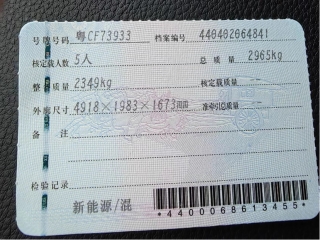 号牌号码 粤CF73933 档案编号 440402064841
核定载人数 5人 总质量 2965kg
整备质量 2349kg 核定载质量 --
外廓尺寸 4918×1983×1673mm 准牵引总质量 --
备注
检验记录
新能源/混
*4400068613455*